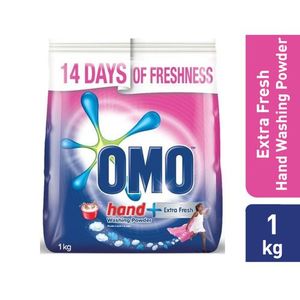 14 DAYS OF FRESHNESS
OMO
hand + Extra Fresh
Washing Powder
1kg
Extra Fresh
Hand Washing Powder
1
kg